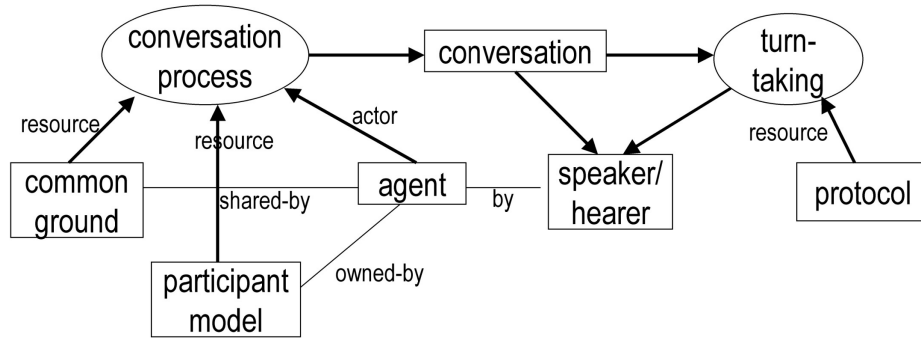 conversation
process
conversation
turn-
taking
resource
resource
actor
resource
common
ground
shared-by
agent
by
speaker/
hearer
protocol
owned-by
participant
model